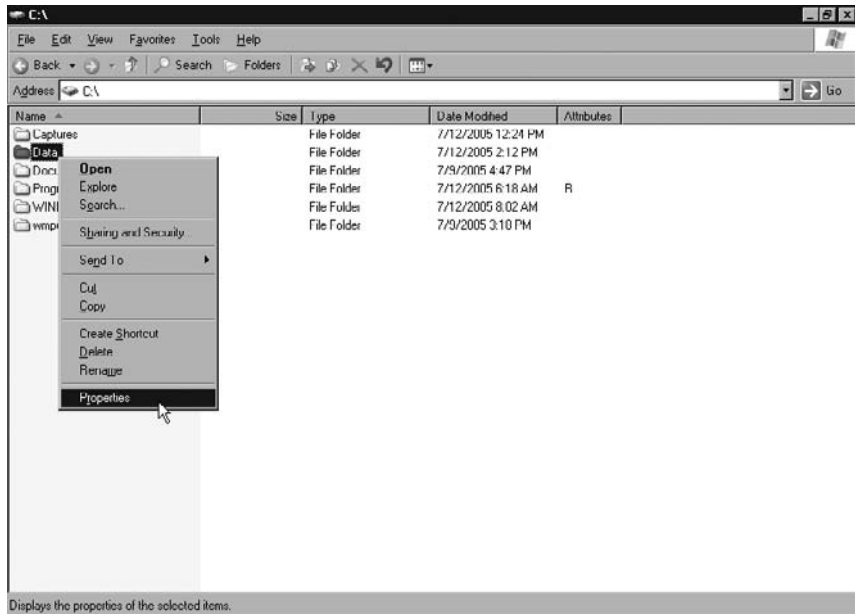 C:\
File Edit View Favorites Tools Help
Back Search Folders
Address C:\ Go
Name Size Type Date Modified Attributes
Captures File Folder 7/12/2005 12:24 PM
Data File Folder 7/12/2005 2:12 PM
Docu File Folder 7/9/2005 4:47 PM
Progr File Folder 7/12/2005 6:18 AM R
WIN File Folder 7/12/2005 8:02 AM
wmpu File Folder 7/9/2005 3:10 PM
Open
Explore
Search...
Sharing and Security...
Send To
Cut
Copy
Create Shortcut
Delete
Rename
Properties
Displays the properties of the selected items.